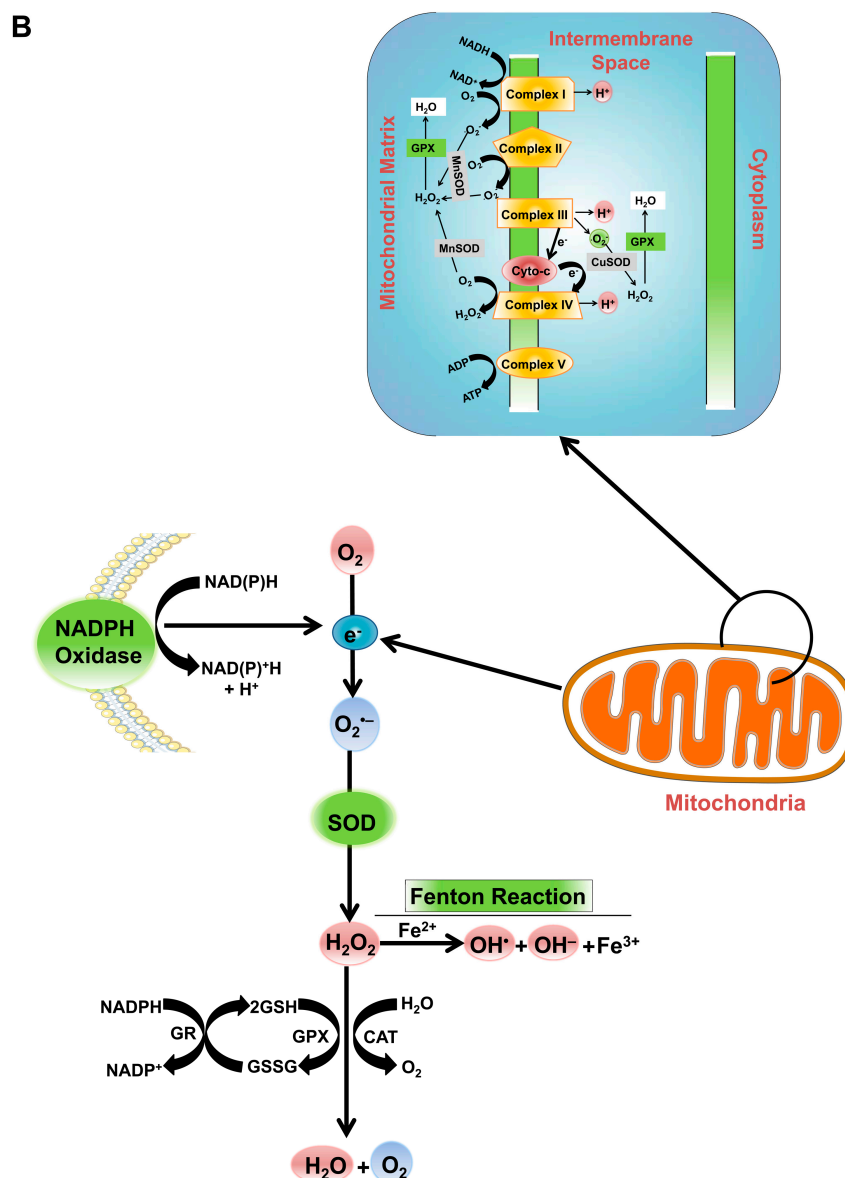 B
Intermembrane
Space
Mitochondrial Matrix
Cytoplasm
NADH
NAD⁺
O₂
Complex I
H⁺
H₂O
O₂⁻
GPX
Complex II
MnSOD
O₂
H₂O₂
O₂⁻
Complex III
H⁺
H₂O
e⁻
·O₂⁻
GPX
MnSOD
CuSOD
Cyto-c
e⁻
O₂
H₂O₂
H₂O₂
Complex IV
H⁺
ADP
Complex V
ATP
O₂
NAD(P)H
NADPH
Oxidase
e⁻
NAD(P)⁺H
+ H⁺
O₂•–
Mitochondria
SOD
Fenton Reaction
Fe²⁺
H₂O₂
OH• + OH– +Fe³⁺
NADPH
2GSH
H₂O
GR
GPX
CAT
NADP⁺
GSSG
O₂
H₂O + O₂